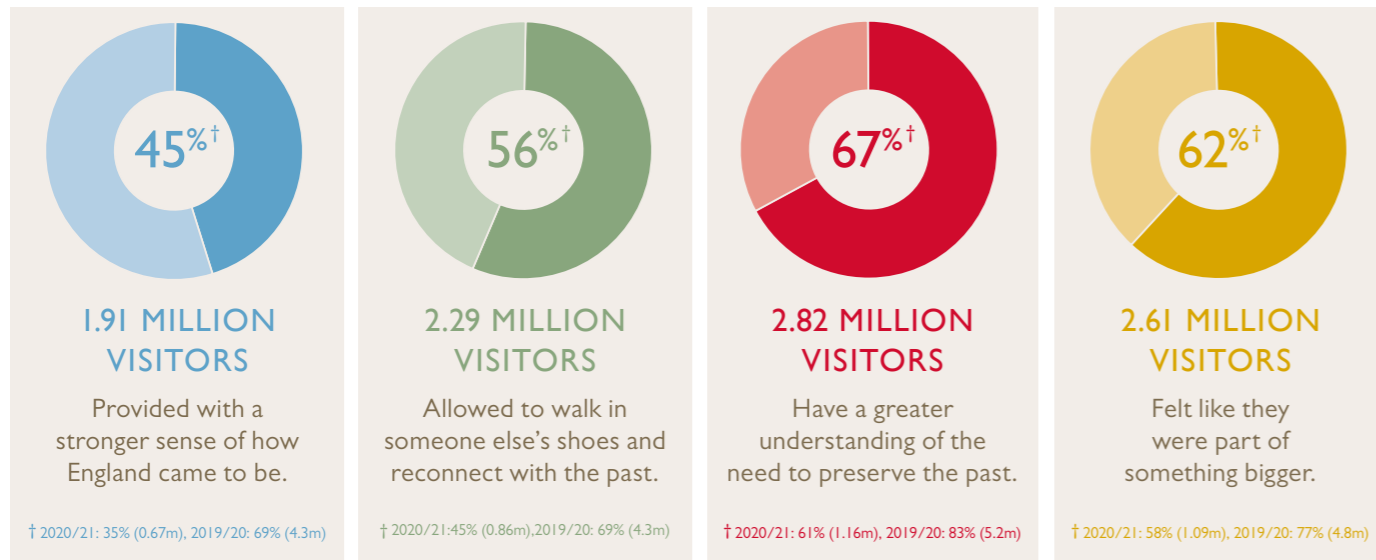 45%†
1.91 MILLION
VISITORS
Provided with a
stronger sense of how
England came to be.
† 2020/21: 35% (0.67m), 2019/20: 69% (4.3m)
56%†
2.29 MILLION
VISITORS
Allowed to walk in
someone else’s shoes and
reconnect with the past.
† 2020/21:45% (0.86m),2019/20: 69% (4.3m)
67%†
2.82 MILLION
VISITORS
Have a greater
understanding of the
need to preserve the past.
† 2020/21: 61% (1.16m), 2019/20: 83% (5.2m)
62%†
2.61 MILLION
VISITORS
Felt like they
were part of
something bigger.
† 2020/21: 58% (1.09m), 2019/20: 77% (4.8m)